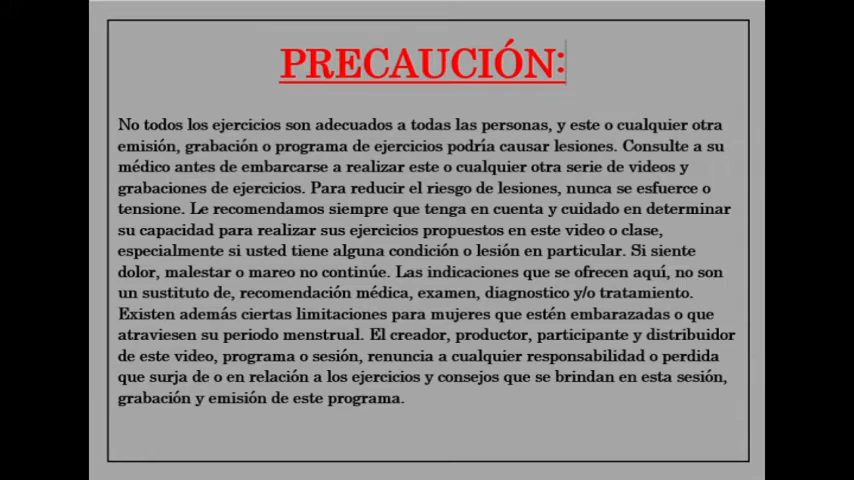 PRECAUCIÓN:
No todos los ejercicios son adecuados a todas las personas, y este o cualquier otra
emisión, grabación o programa de ejercicios podría causar lesiones. Consulte a su
médico antes de embarcarse a realizar este o cualquier otra serie de videos y
grabaciones de ejercicios. Para reducir el riesgo de lesiones, nunca se esfuerce o
tensione. Le recomendamos siempre que tenga en cuenta y cuidado en determinar
su capacidad para realizar sus ejercicios propuestos en este video o clase,
especialmente si usted tiene alguna condición o lesión en particular. Si siente
dolor, malestar o mareo no continúe. Las indicaciones que se ofrecen aquí, no son
un sustituto de, recomendación médica, examen, diagnostico y/o tratamiento.
Existen además ciertas limitaciones para mujeres que estén embarazadas o que
atraviesen su periodo menstrual. El creador, productor, participante y distribuidor
de este video, programa o sesión, renuncia a cualquier responsabilidad o perdida
que surja de o en relación a los ejercicios y consejos que se brindan en esta sesión,
grabación y emisión de este programa.